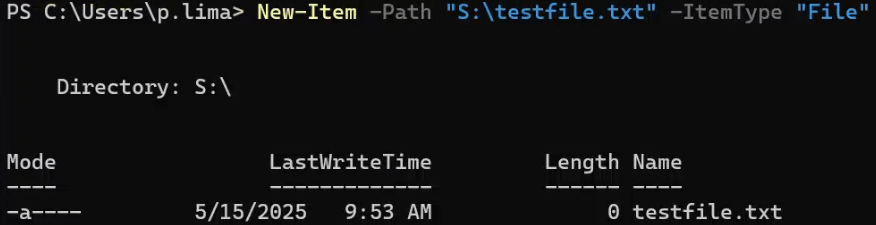 PS C:\Users\p.lima> New-Item -Path "S:\testfile.txt" -ItemType "File"
Directory: S:\
Mode LastWriteTime Length Name
---- ------------- ------ ----
-a---- 5/15/2025 9:53 AM 0 testfile.txt